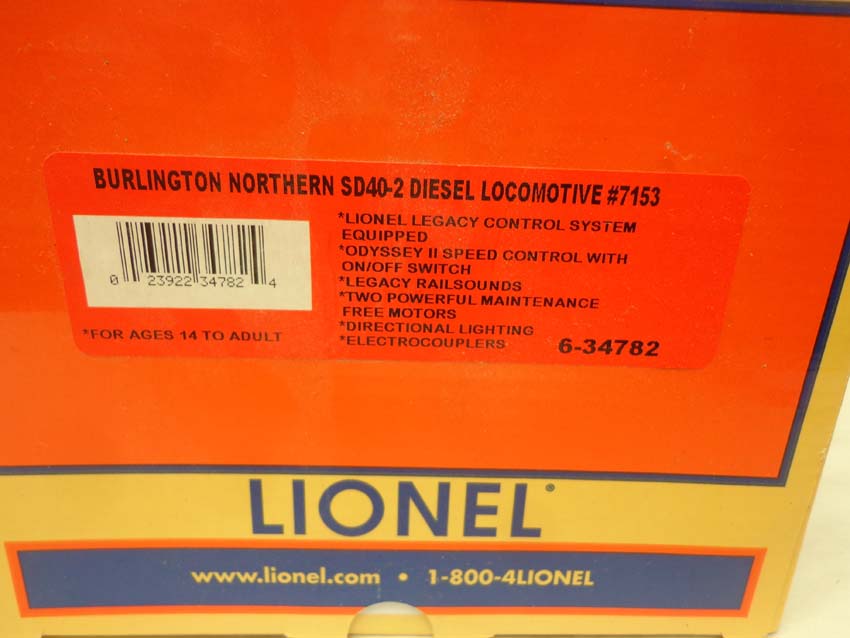 BURLINGTON NORTHERN SD40-2 DIESEL LOCOMOTIVE #7153
*LIONEL LEGACY CONTROL SYSTEM
EQUIPPED
*ODYSSEY II SPEED CONTROL WITH
ON/OFF SWITCH
*LEGACY RAILSOUNDS
*TWO POWERFUL MAINTENANCE
FREE MOTORS
*DIRECTIONAL LIGHTING
*ELECTROCOUPLERS
0 23922 34782 4
*FOR AGES 14 TO ADULT
6-34782
LIONEL®
www.lionel.com • 1-800-4LIONEL